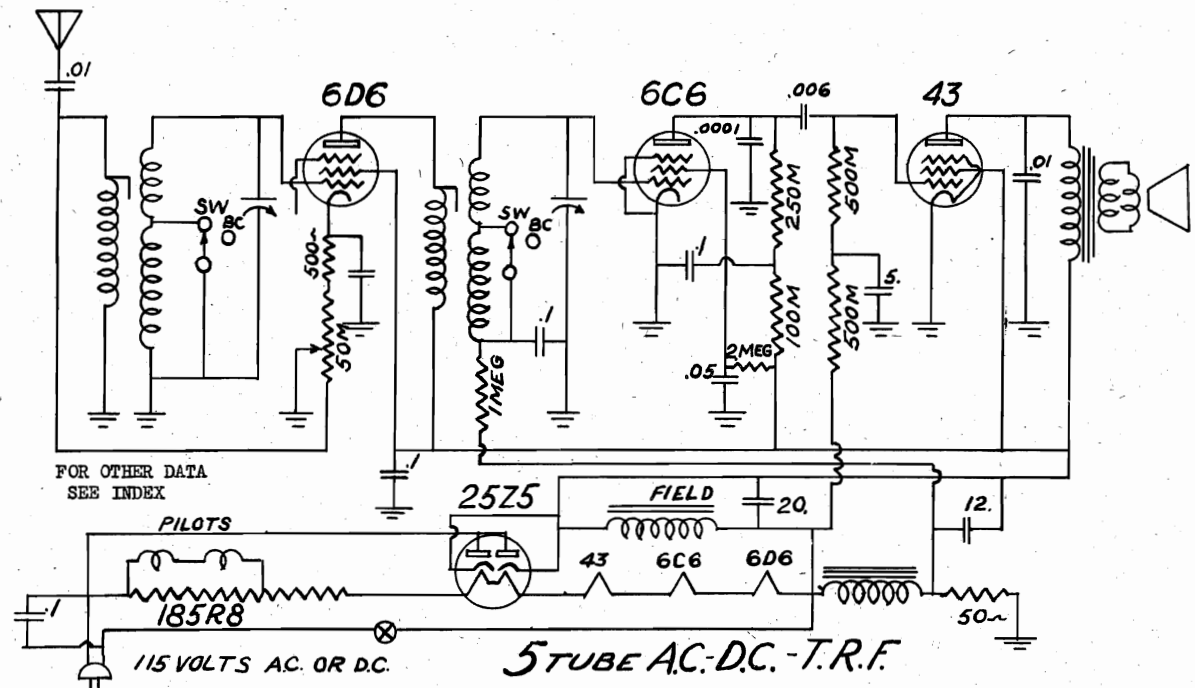 .01
6D6
6C6
.006
43
.0001
250M
500M
.01
SW
BC
SW
BC
500~
50M
.1
.1
100M
500M
5.
1MEG
2MEG
.05
.1
FOR OTHER DATA
SEE INDEX
25Z5
FIELD
20.
12.
PILOTS
43
6C6
6D6
.1
185R8
50~
115 VOLTS A.C. OR D.C.
5 TUBE A.C.-D.C.-T.R.F.